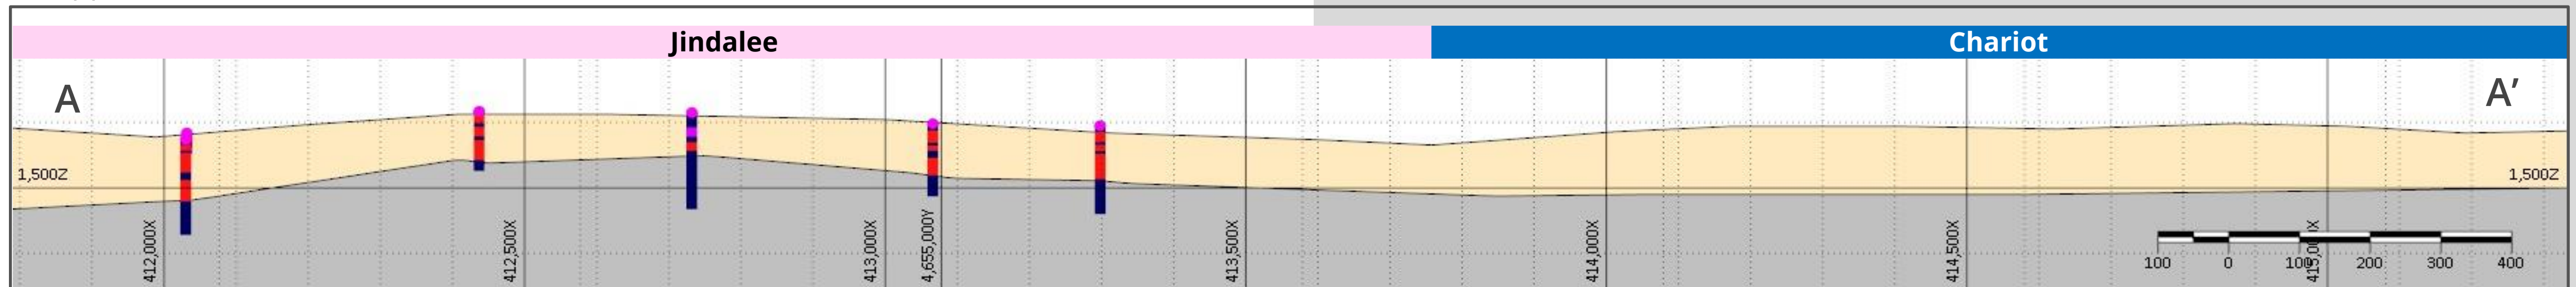 Jindalee Chariot
A A’
1,500Z 1,500Z
412,000X 412,500X 413,000X 4,655,000Y 413,500X 414,000X 414,500X
100 0 100 200 300 400